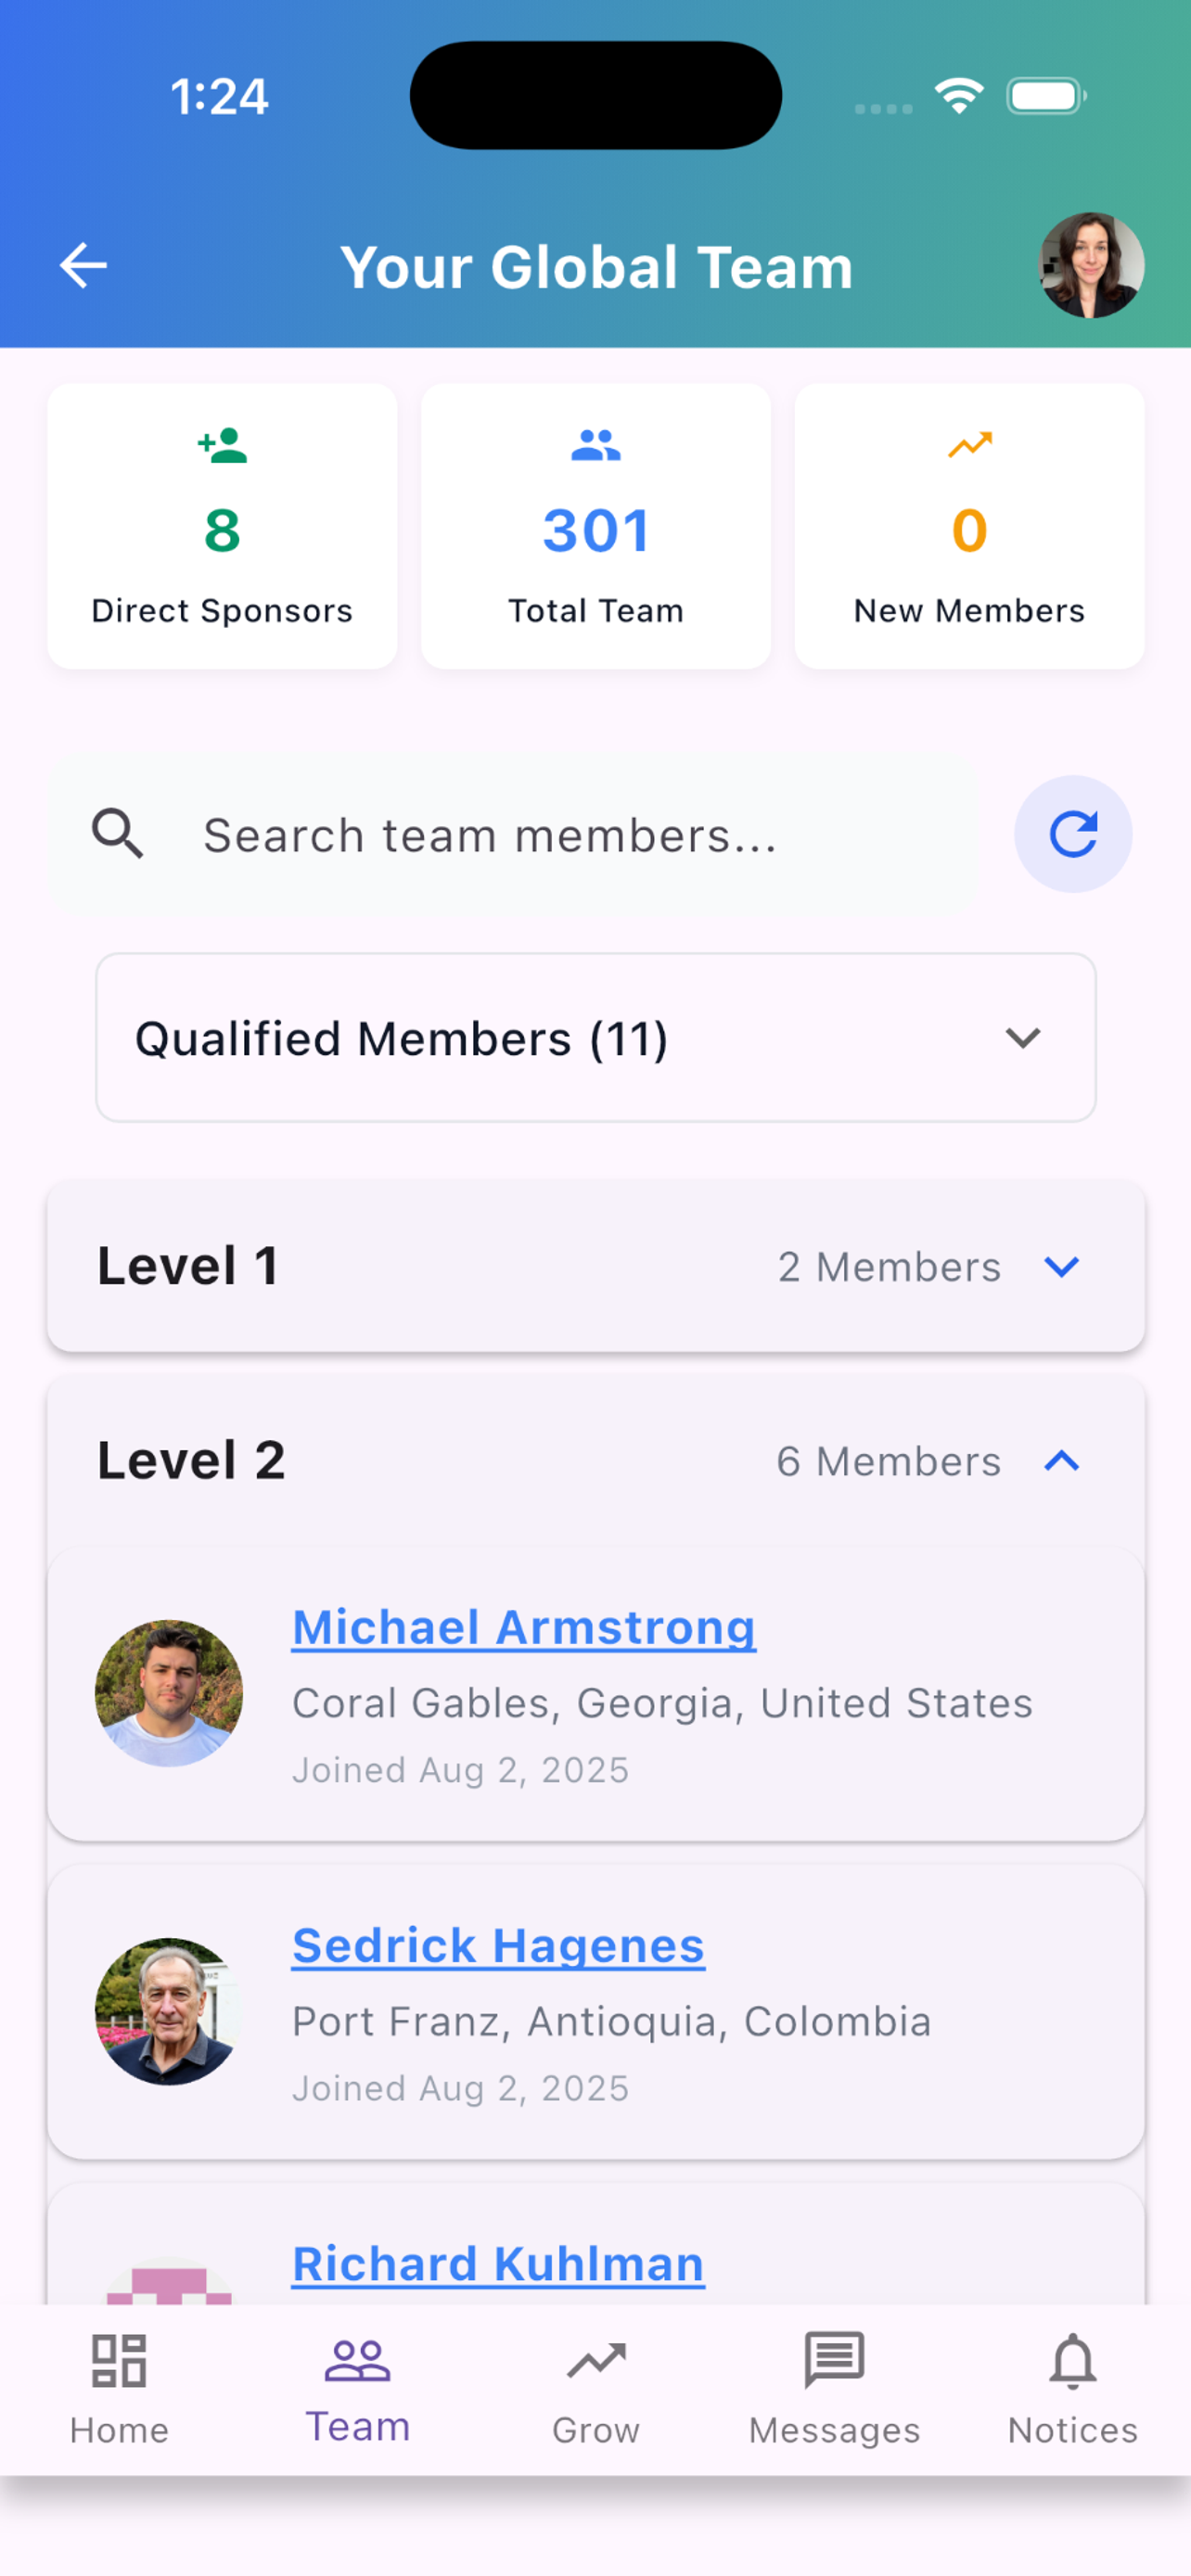 1:24
Your Global Team
8
Direct Sponsors
301
Total Team
0
New Members
Search team members...
Qualified Members (11)
Level 1
2 Members
Level 2
6 Members
Michael Armstrong
Coral Gables, Georgia, United States
Joined Aug 2, 2025
Sedrick Hagenes
Port Franz, Antioquia, Colombia
Joined Aug 2, 2025
Richard Kuhlman
Home
Team
Grow
Messages
Notices